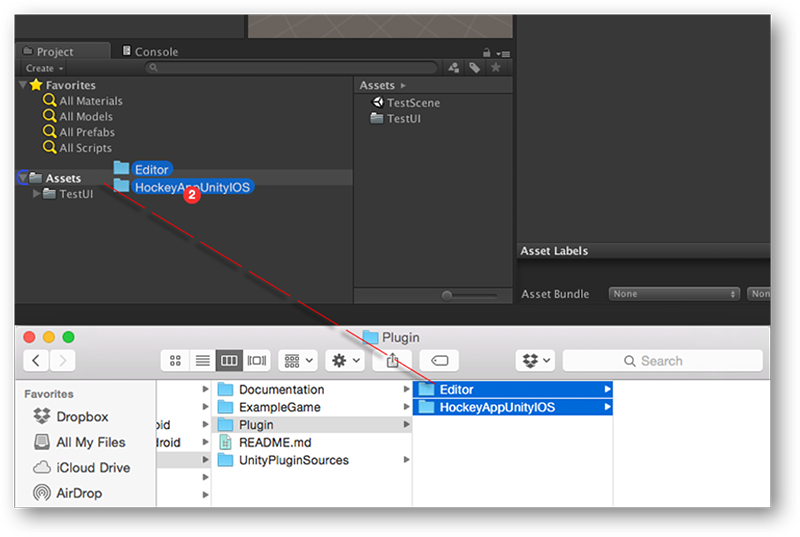 Project
Console
Create
Favorites
All Materials
All Models
All Prefabs
All Scripts
Assets
TestUI
Editor
HockeyAppUnityIOS
2
Assets
TestScene
TestUI
Asset Labels
Asset Bundle
None
Non
Plugin
Search
Favorites
Dropbox
All My Files
iCloud Drive
AirDrop
oid
droid
Documentation
ExampleGame
Plugin
README.md
UnityPluginSources
Editor
HockeyAppUnityIOS